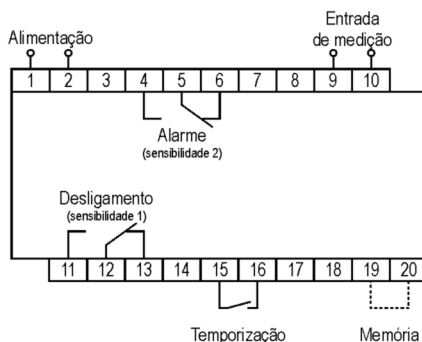 Alimentação
Entrada
de medição
1 2 3 4 5 6 7 8 9 10
Alarme
(sensibilidade 2)
Desligamento
(sensibilidade 1)
11 12 13 14 15 16 17 18 19 20
Temporização
Memória